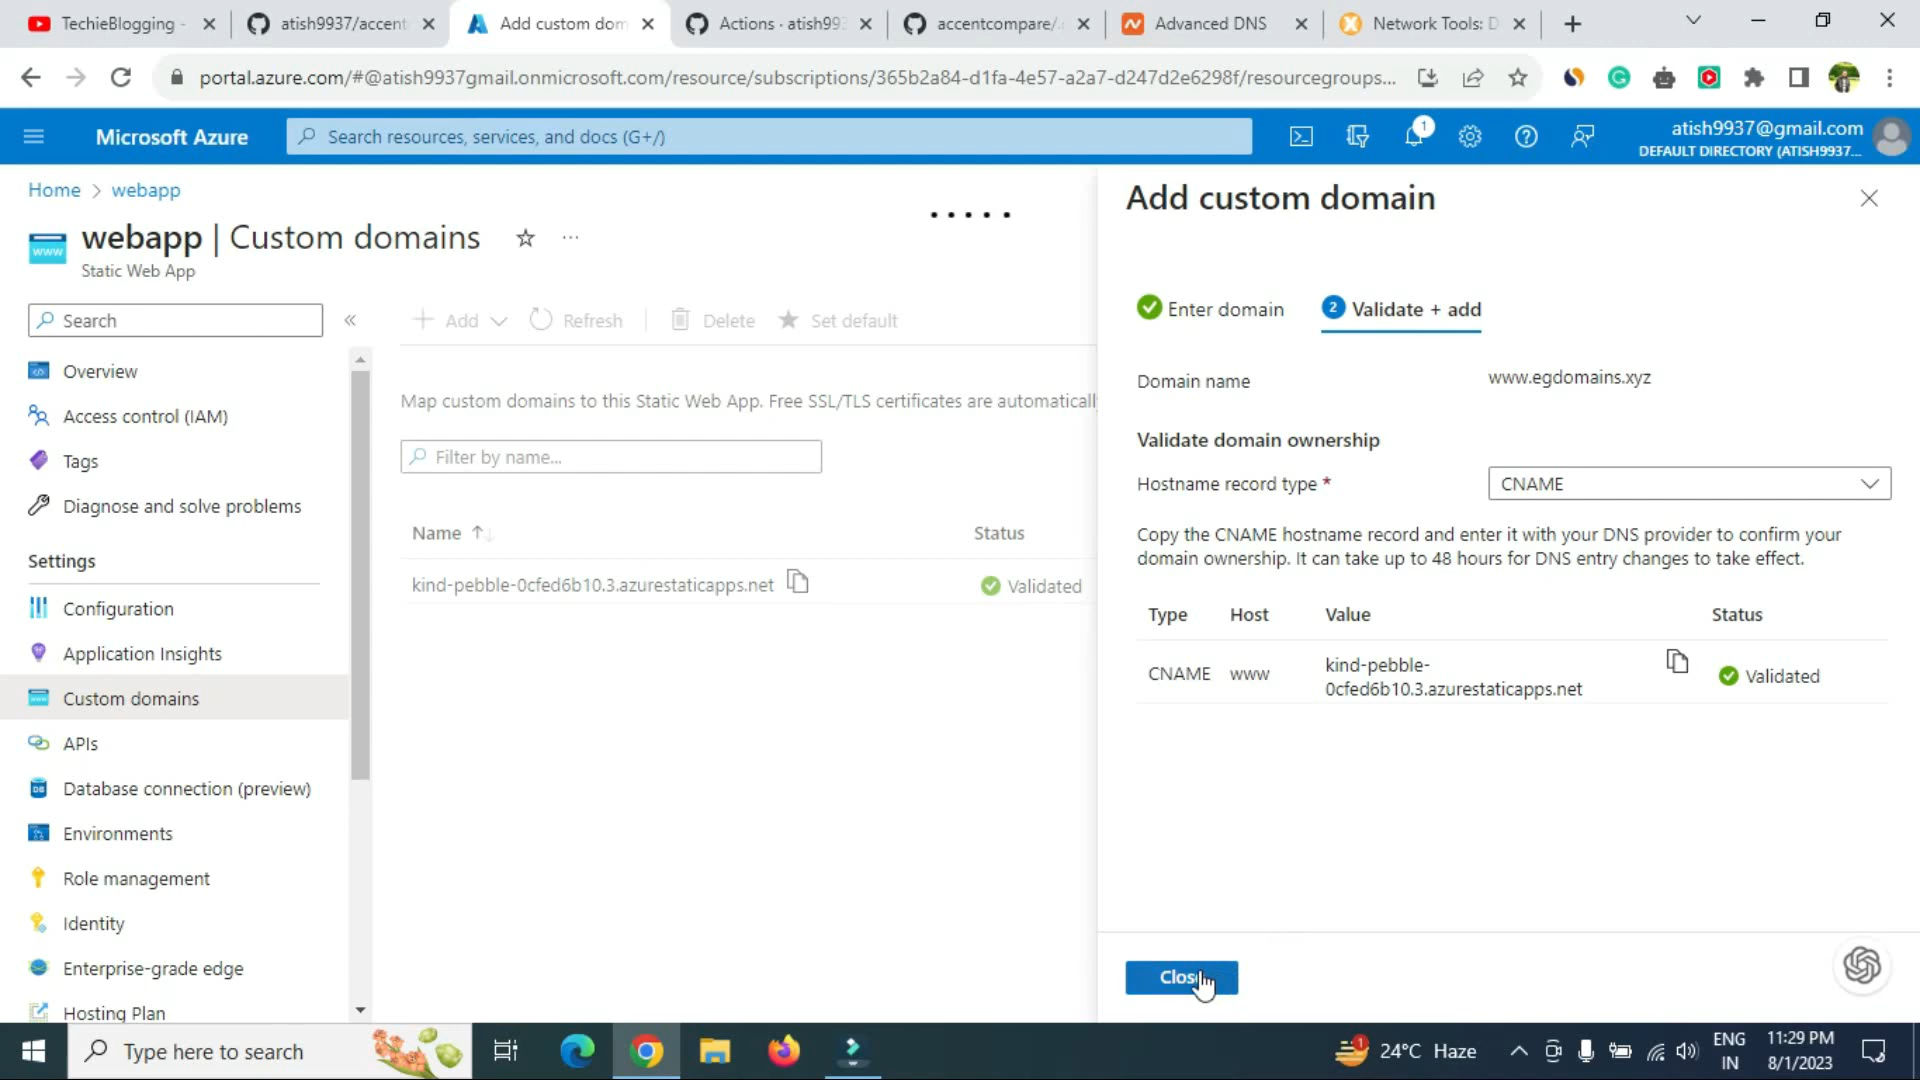 TechieBlogging -
atish9937/accent
Add custom dom
Actions · atish99
accentcompare/.
Advanced DNS
Network Tools: D
portal.azure.com/#@atish9937gmail.onmicrosoft.com/resource/subscriptions/365b2a84-d1fa-4e57-a2a7-d247d2e6298f/resourcegroups...
Microsoft Azure
Search resources, services, and docs (G+/)
1
atish9937@gmail.com
DEFAULT DIRECTORY (ATISH9937...
Home > webapp
webapp | Custom domains
Static Web App
Search
Overview
Access control (IAM)
Tags
Diagnose and solve problems
Settings
Configuration
Application Insights
Custom domains
APIs
Database connection (preview)
Environments
Role management
Identity
Enterprise-grade edge
Hosting Plan
Add
Refresh
Delete
Set default
Map custom domains to this Static Web App. Free SSL/TLS certificates are automaticall
Filter by name...
Name
Status
kind-pebble-0cfed6b10.3.azurestaticapps.net
Validated
Add custom domain
Enter domain
2 Validate + add
Domain name
www.egdomains.xyz
Validate domain ownership
Hostname record type *
CNAME
Copy the CNAME hostname record and enter it with your DNS provider to confirm your
domain ownership. It can take up to 48 hours for DNS entry changes to take effect.
Type Host Value Status
CNAME www
kind-pebble-
0cfed6b10.3.azurestaticapps.net
Validated
Close
Type here to search
1
24°C Haze
ENG
IN
11:29 PM
8/1/2023